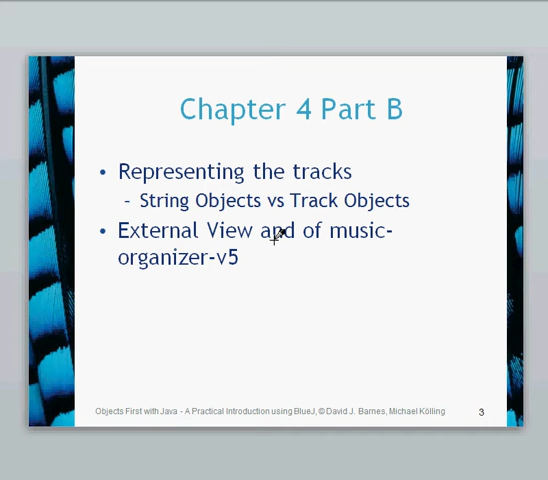 Chapter 4 Part B
• Representing the tracks
- String Objects vs Track Objects
• External View and of music-
organizer-v5
Objects First with Java - A Practical Introduction using BlueJ, © David J. Barnes, Michael Kölling
3